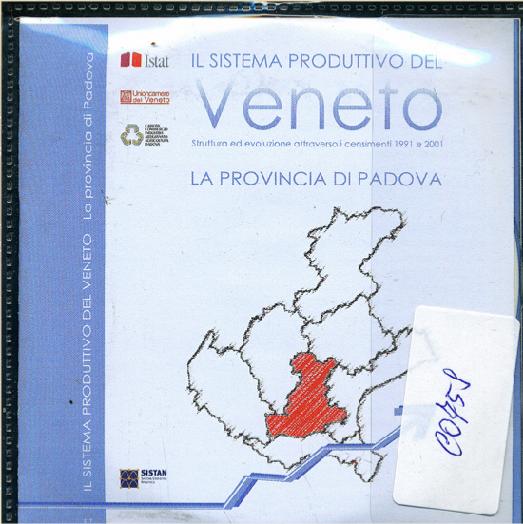 Istat
Unioncamere
del Veneto
IL SISTEMA PRODUTTIVO DEL
Veneto
Struttura ed evoluzione attraverso i censimenti 1991 e 2001
LA PROVINCIA DI PADOVA
IL SISTEMA PRODUTTIVO DEL VENETO La provincia di Padova
SISTAN